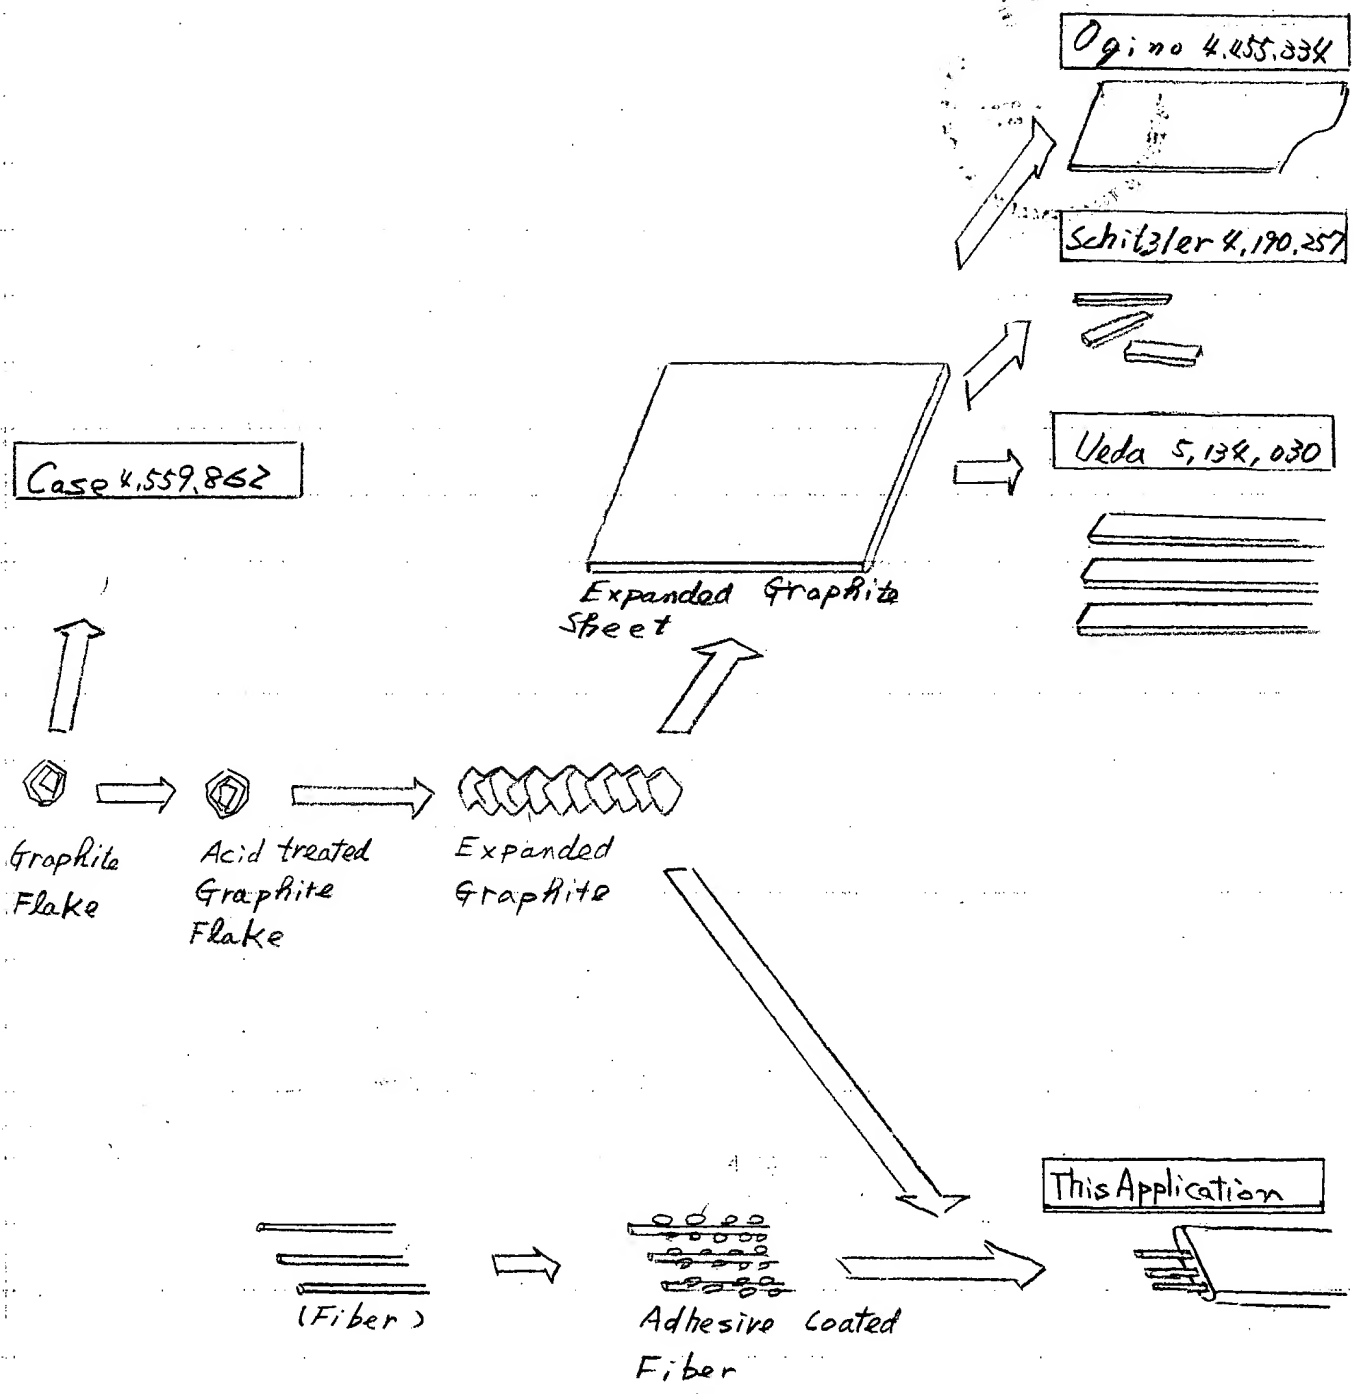 Ogino 4,455,334
Schitzler 4,190,257
Ueda 5,134,030
Case 4,559,862
Expanded Graphite
Sheet
Graphite
Flake
Acid treated
Graphite
Flake
Expanded
Graphite
This Application
(Fiber)
Adhesive Coated
Fiber